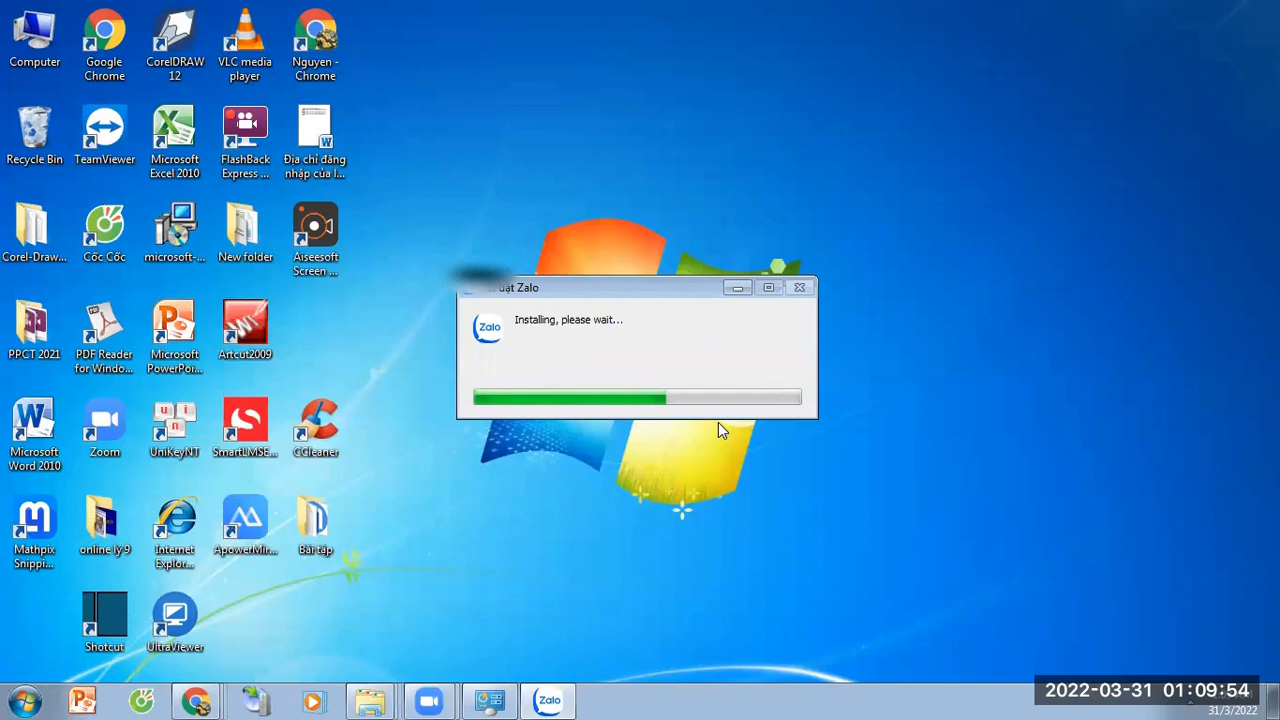 Computer
Google
Chrome
CorelDRAW
12
VLC media
player
Nguyen -
Chrome
Recycle Bin
TeamViewer
Microsoft
Excel 2010
FlashBack
Express ...
Địa chỉ đăng
nhập của l...
Corel-Draw...
Cốc Cốc
microsoft-...
New folder
Aiseesoft
Screen ...
PPCT 2021
PDF Reader
for Windo...
Microsoft
PowerPoi...
Artcut2009
Microsoft
Word 2010
Zoom
UniKeyNT
SmartLMSE...
CCleaner
Mathpix
Snippi...
online lý 9
Internet
Explor...
ApowerMir...
Bài tập
Shotcut
UltraViewer
đặt Zalo
Zalo
Installing, please wait...
Zalo
2022-03-31 01:09:54
31/3/2022